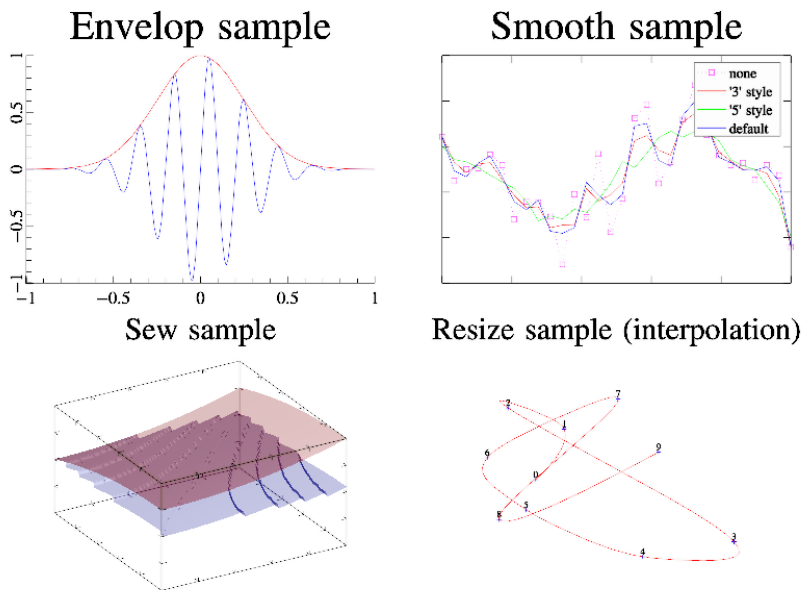 Envelop sample
Smooth sample
1
0.5
0
−0.5
−1
−1
−0.5
0
0.5
1
none
'3' style
'5' style
default
Sew sample
Resize sample (interpolation)
7
2
1
9
6
0
5
8
3
4